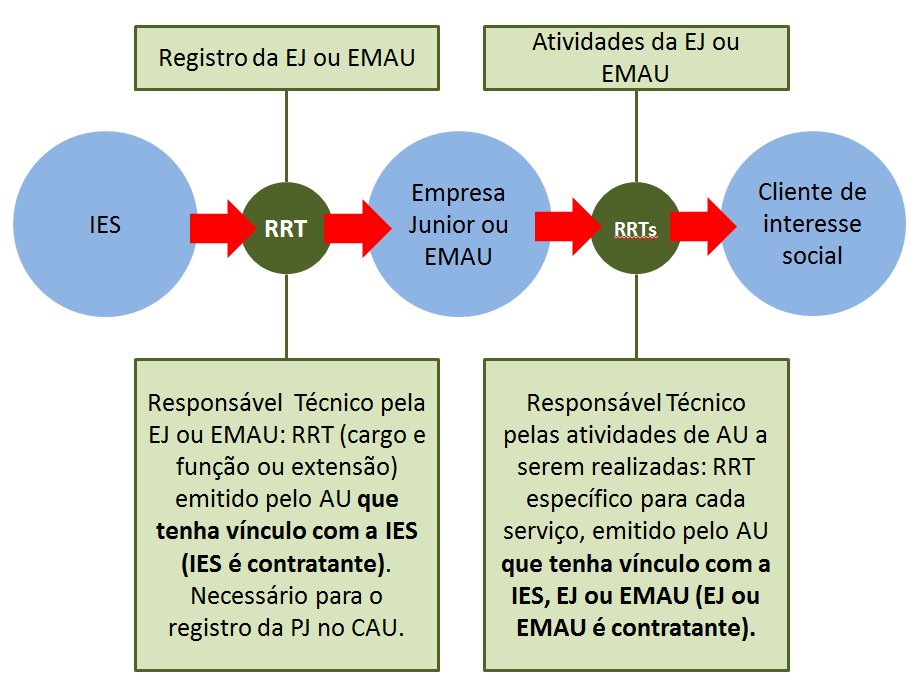 Registro da EJ ou EMAU
Atividades da EJ ou
EMAU
IES
RRT
Empresa
Junior ou
EMAU
RRTs
Cliente de
interesse
social
Responsável Técnico pela
EJ ou EMAU: RRT (cargo e
função ou extensão)
emitido pelo AU que
tenha vínculo com a IES
(IES é contratante).
Necessário para o
registro da PJ no CAU.
Responsável Técnico
pelas atividades de AU a
serem realizadas: RRT
específico para cada
serviço, emitido pelo AU
que tenha vínculo com a
IES, EJ ou EMAU (EJ ou
EMAU é contratante).